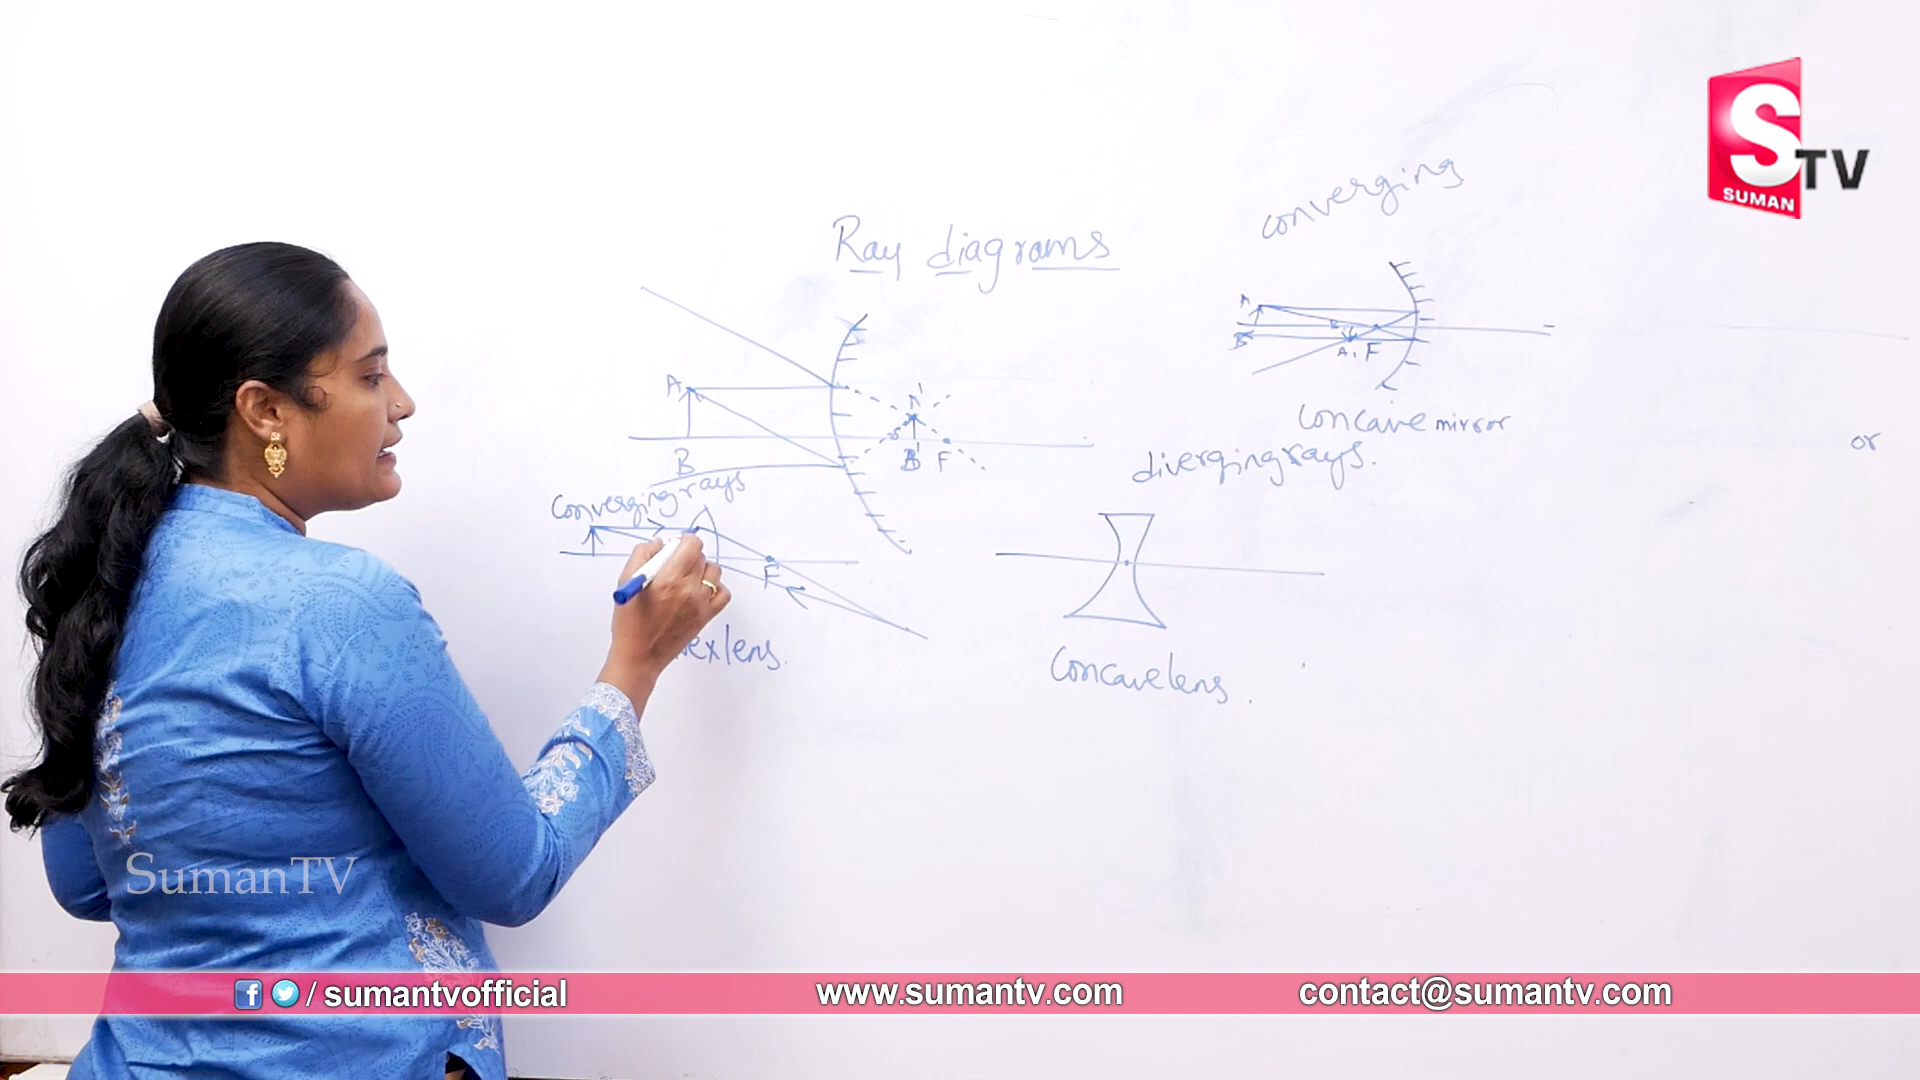 S
TV
SUMAN
converging
Ray diagrams
A
B
A
B
A, F
B F
concave mirror
diverging rays.
or
converging rays
F
exlens.
Concave lens.
SumanTV
f / sumantvofficial
www.sumantv.com
contact@sumantv.com